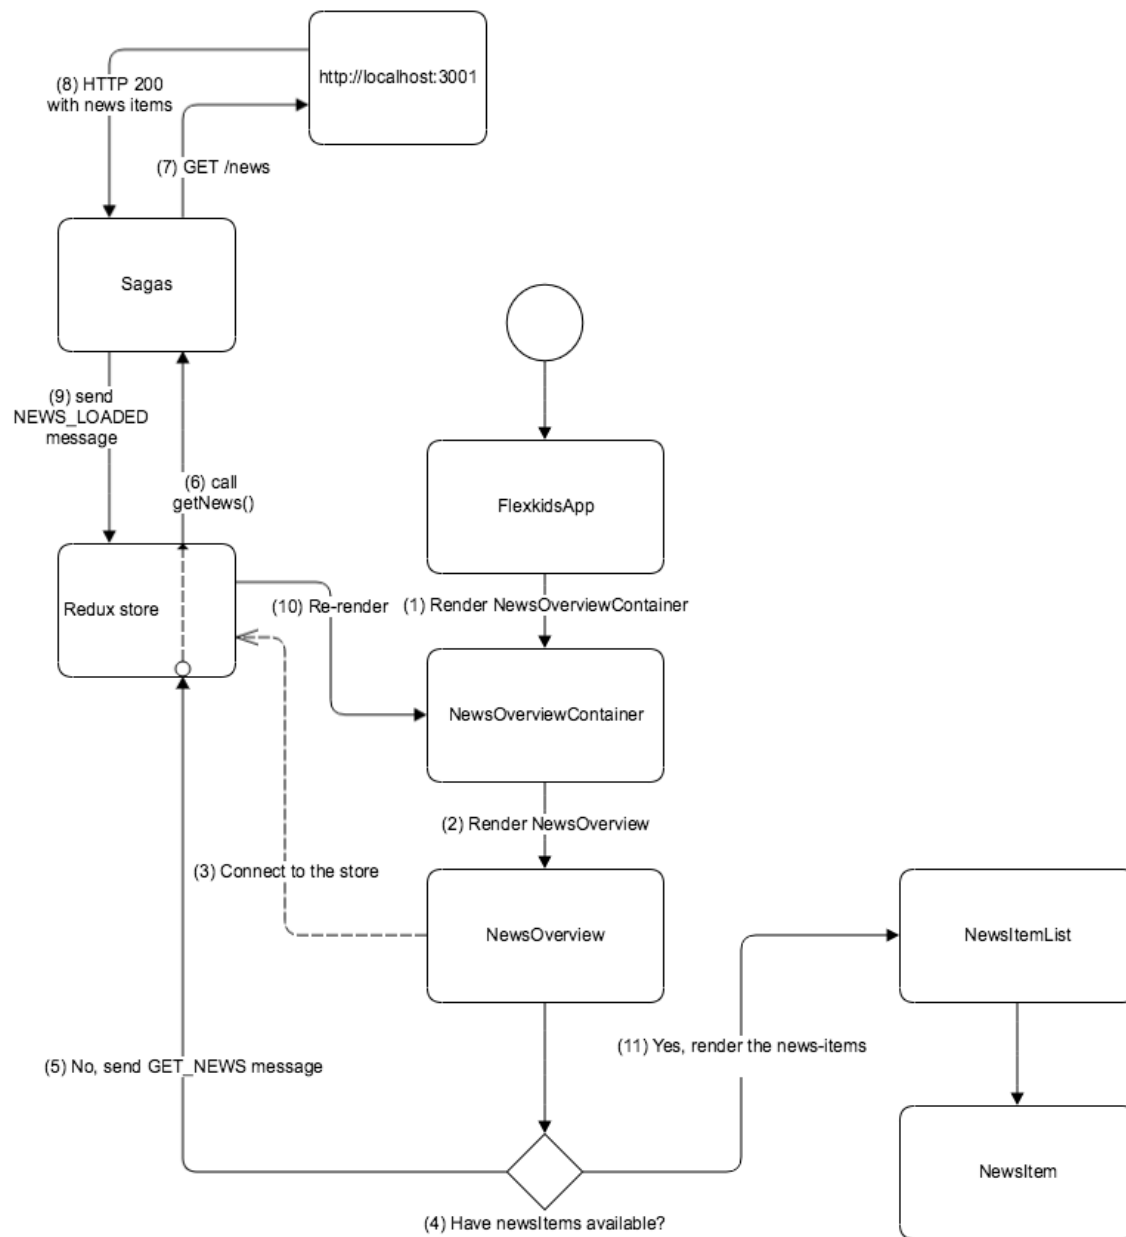 http://localhost:3001
(8) HTTP 200
with news items
(7) GET /news
Sagas
(9) send
NEWS_LOADED
message
(6) call
getNews()
FlexkidsApp
Redux store
(10) Re-render
(1) Render NewsOverviewContainer
NewsOverviewContainer
(2) Render NewsOverview
(3) Connect to the store
NewsOverview
NewsItemList
(5) No, send GET_NEWS message
(11) Yes, render the news-items
NewsItem
(4) Have newsItems available?